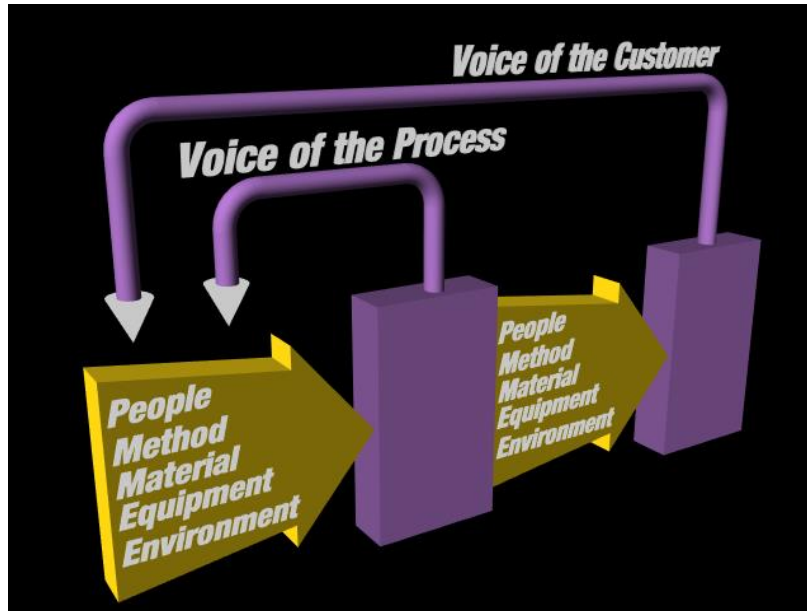 Voice of the Customer
Voice of the Process
People
Method
Material
Equipment
Environment
People
Method
Material
Equipment
Environment